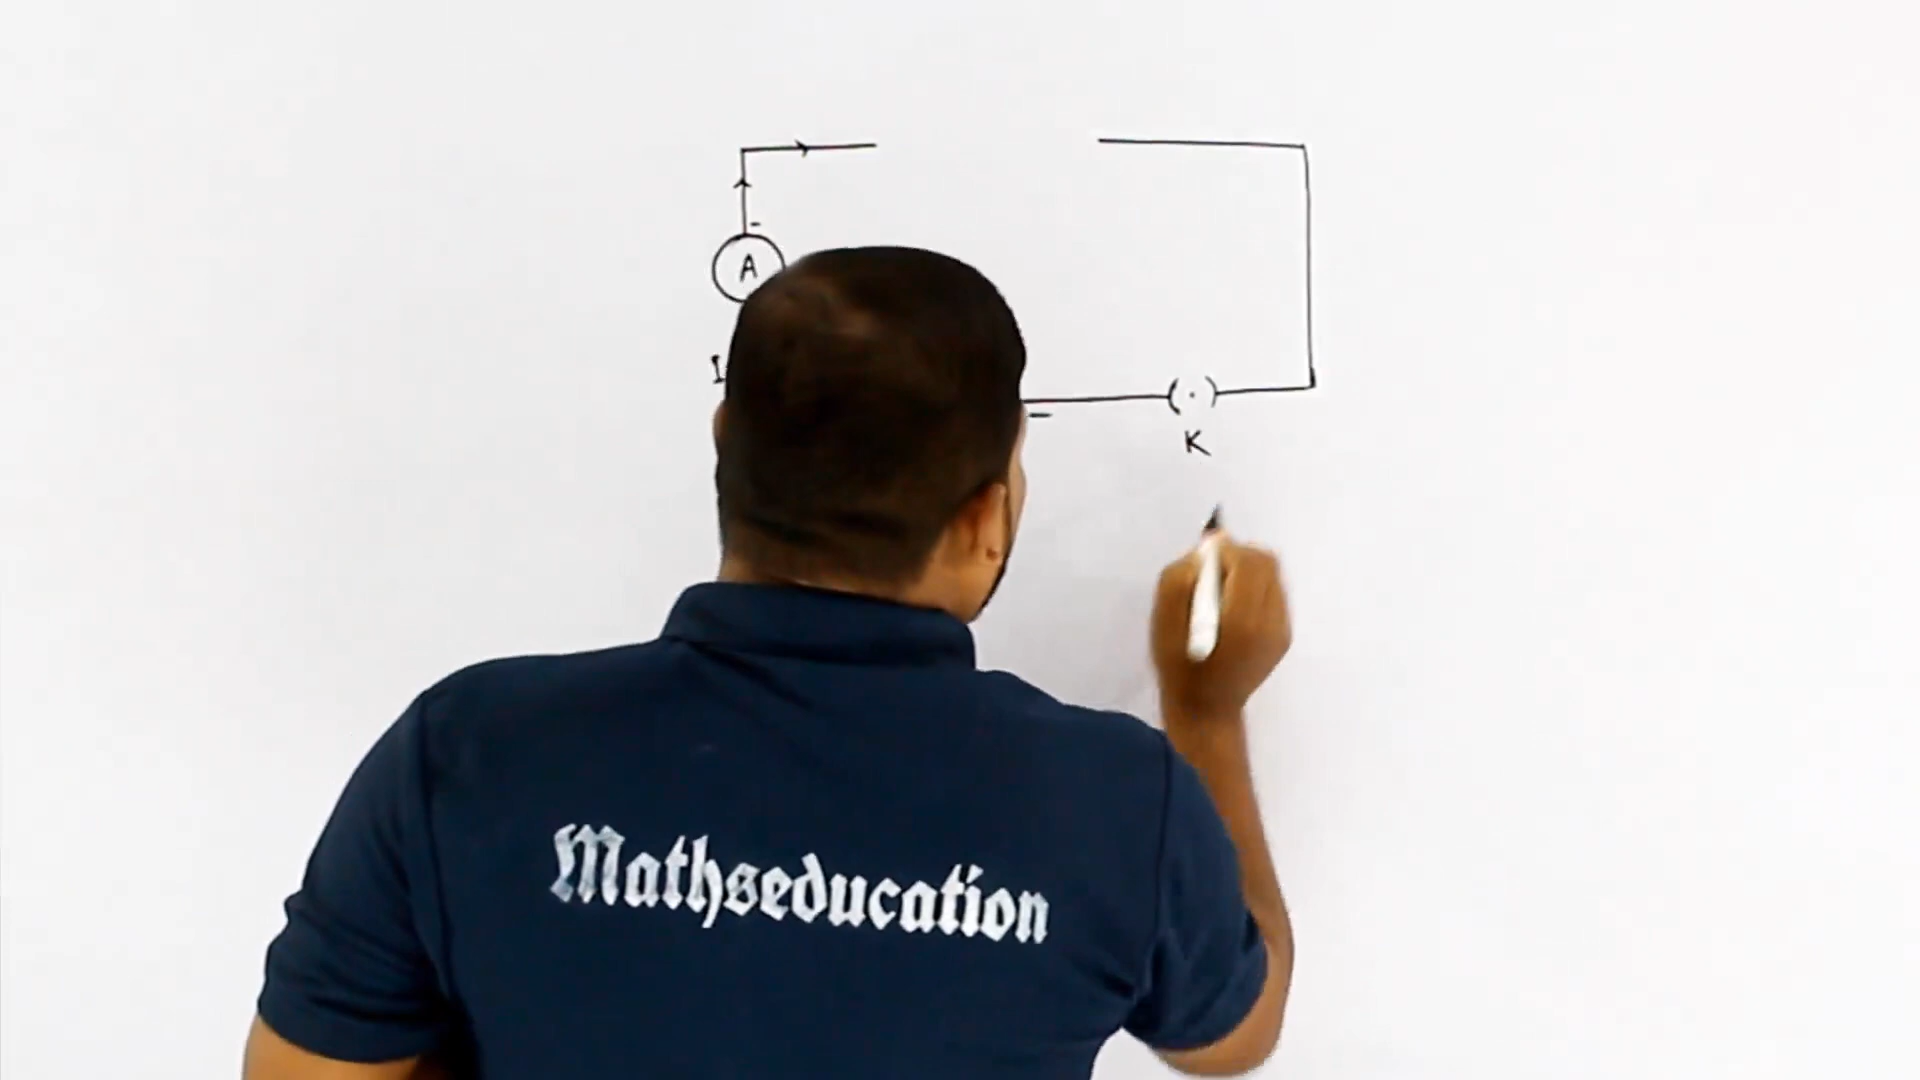 -
A
I
-
K
Mathseducation